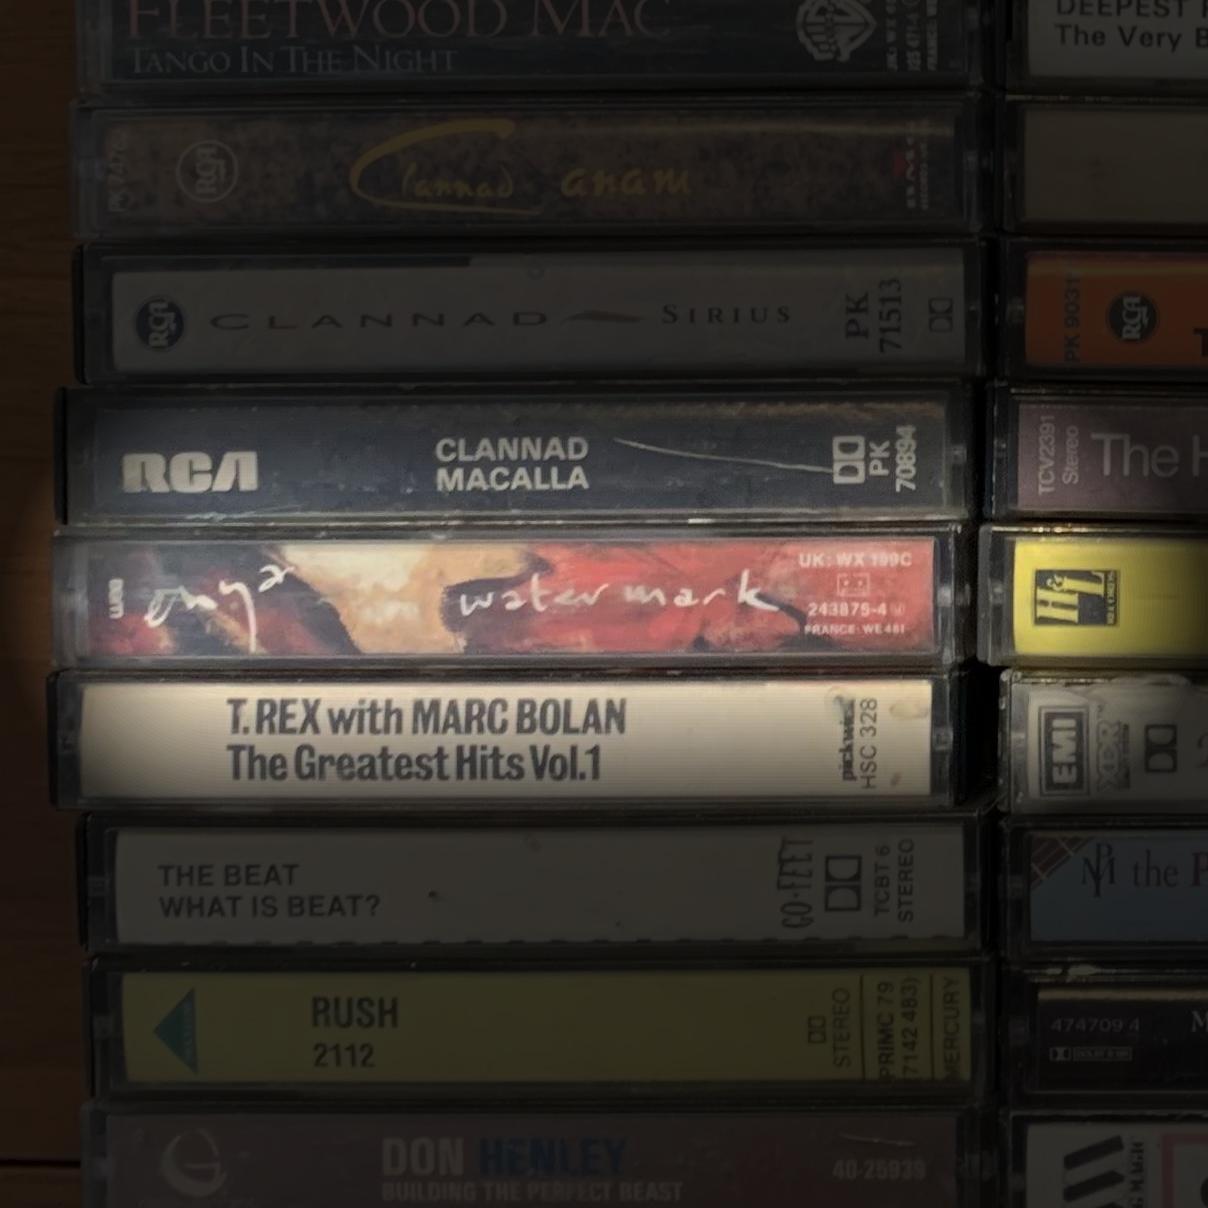 FLEETWOOD MAC
TANGO IN THE NIGHT
RCA
Clannad anam
RCA
CLANNAD SIRIUS
PK
71513
RCA
CLANNAD
MACALLA
PK
70894
wea
enya watermark
UK: WX 199C
243875-4
FRANCE: WE 481
T. REX with MARC BOLAN
The Greatest Hits Vol.1
pickwick
HSC 328
THE BEAT
WHAT IS BEAT?
GO-FEET
TCBT 6
STEREO
RUSH
2112
STEREO
PRIMC 79
(7142 483)
MERCURY
DON HENLEY
BUILDING THE PERFECT BEAST
40-25939
DEEPEST
The Very
PK 9031
RCA
TCV2391
Stereo
The H
H&L
EMI
XDR
the P
474709 4
M